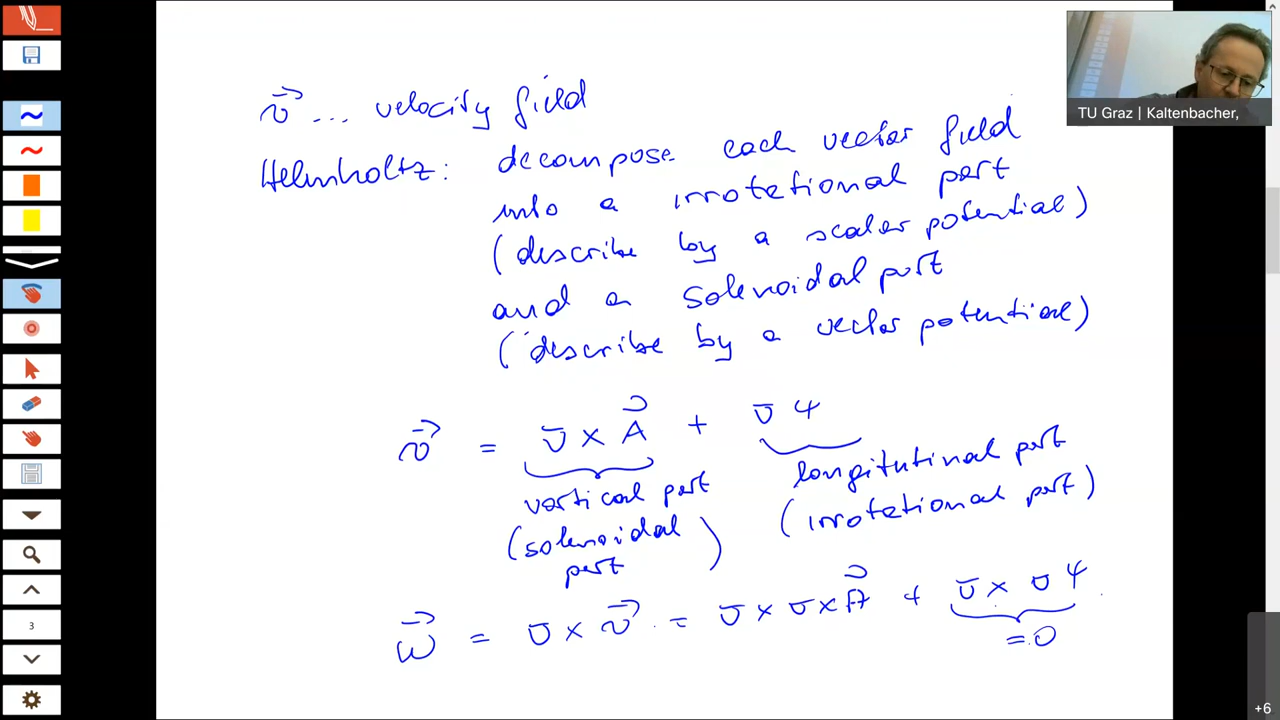 TU Graz | Kaltenbacher,
v⃗ ... velocity field
Helmholtz: decompose each vector field
into a irrotational part
(describe by a scalar potential)
and a solenoidal part
(describe by a vector potential)
v⃗ = ∇ × A⃗ + ∇ψ
vortical part
(solenoidal part)
longitutinal part
(irrotational part)
ω⃗ = ∇ × v⃗ = ∇ × ∇ × A⃗ + ∇ × ∇ψ
= 0
3
+6